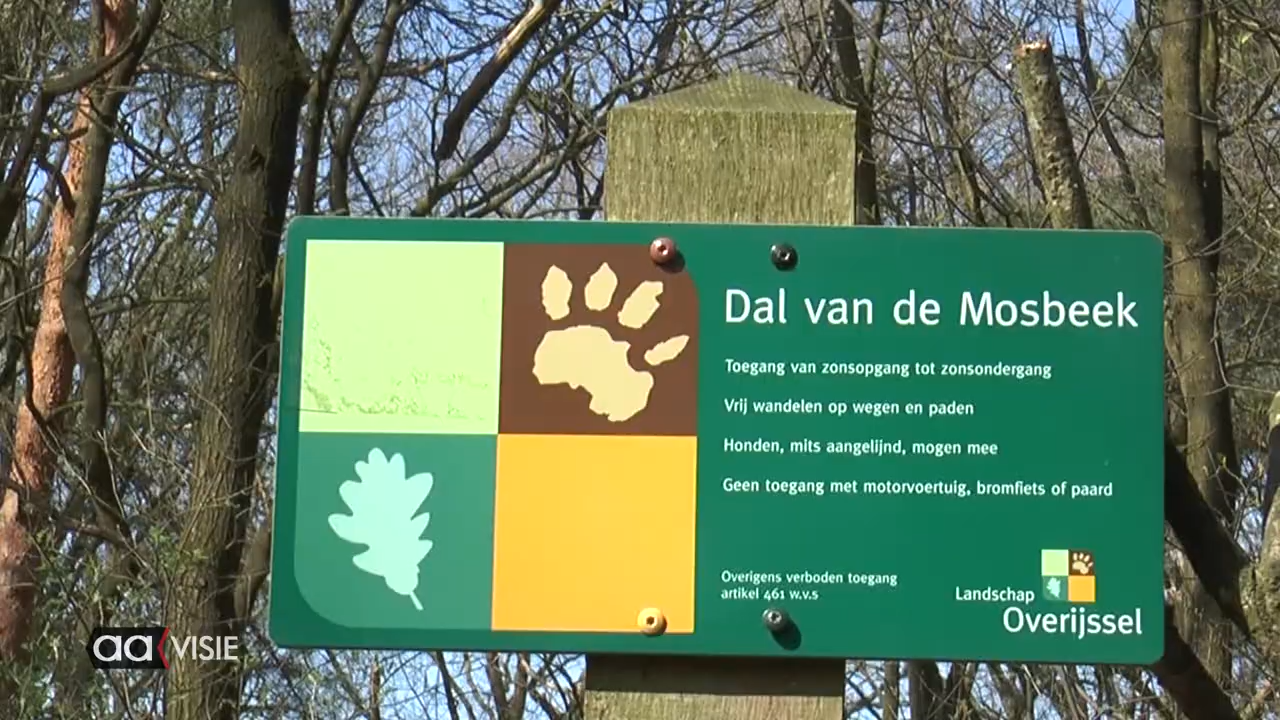 Dal van de Mosbeek
Toegang van zonsopgang tot zonsondergang
Vrij wandelen op wegen en paden
Honden, mits aangelijnd, mogen mee
Geen toegang met motorvoertuig, bromfiets of paard
Overigens verboden toegang
artikel 461 w.v.s
Landschap
Overijssel
aa VISIE